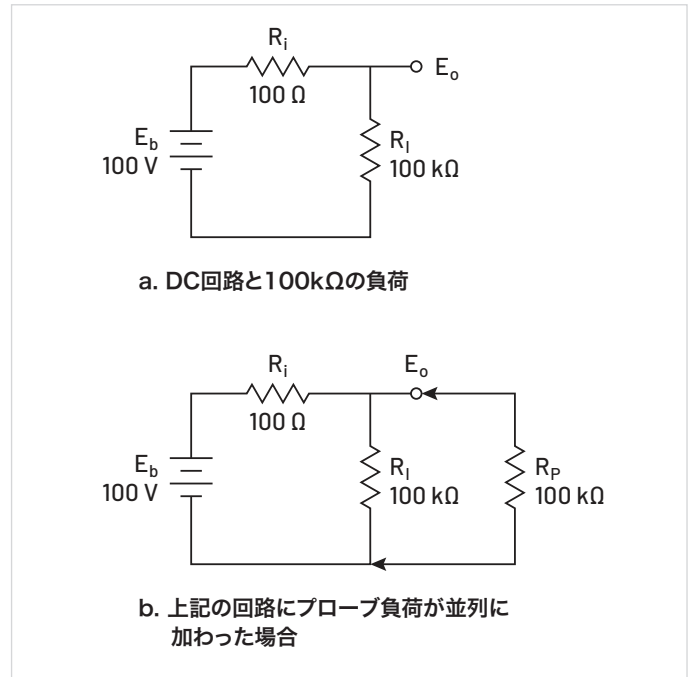 Ri
100 Ω
Eo
Eb
100 V
Rl
100 kΩ
a. DC回路と100kΩの負荷
Ri
100 Ω
Eo
Eb
100 V
Rl
100 kΩ
RP
100 kΩ
b. 上記の回路にプローブ負荷が並列に
加わった場合